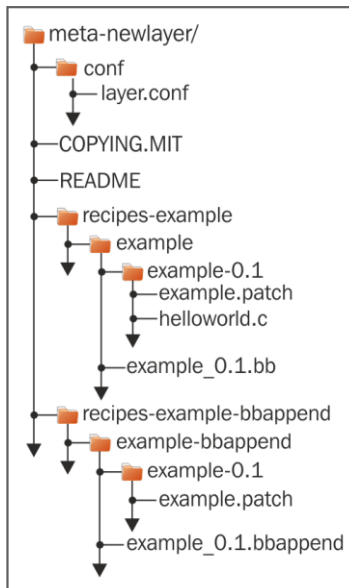 meta-newlayer/
conf
layer.conf
COPYING.MIT
README
recipes-example
example
example-0.1
example.patch
helloworld.c
example_0.1.bb
recipes-example-bbappend
example-bbappend
example-0.1
example.patch
example_0.1.bbappend